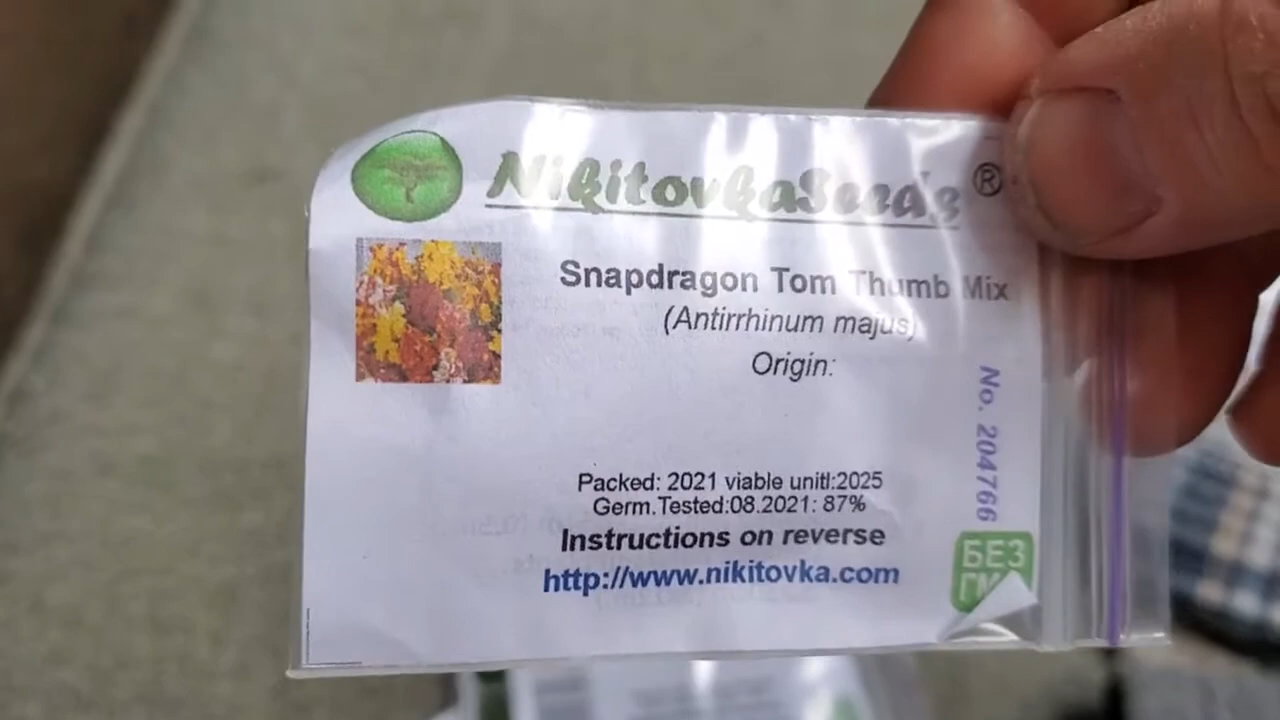 NikitovkaSeeds ®
Snapdragon Tom Thumb Mix
(Antirrhinum majus)
Origin:
No. 204766
Packed: 2021 viable unitl:2025
Germ.Tested:08.2021: 87%
Instructions on reverse
http://www.nikitovka.com
БЕЗ